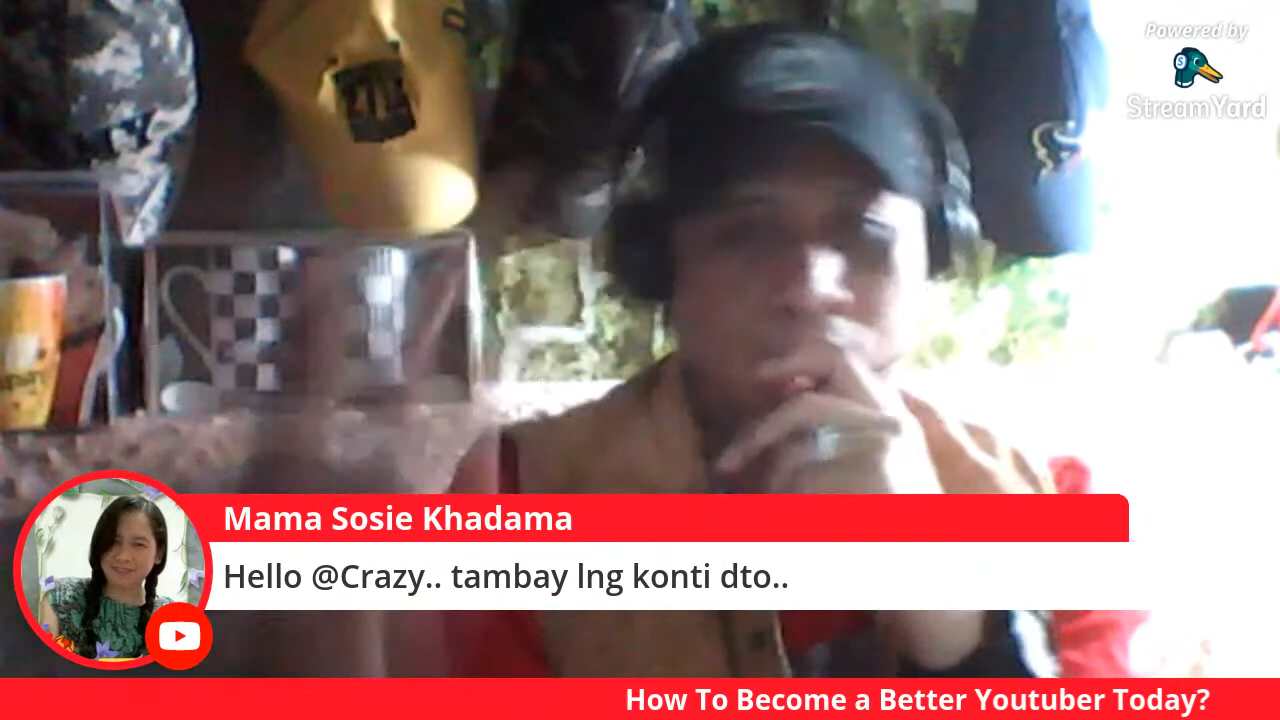 Powered by
StreamYard
Mama Sosie Khadama
Hello @Crazy.. tambay lng konti dto..
How To Become a Better Youtuber Today?